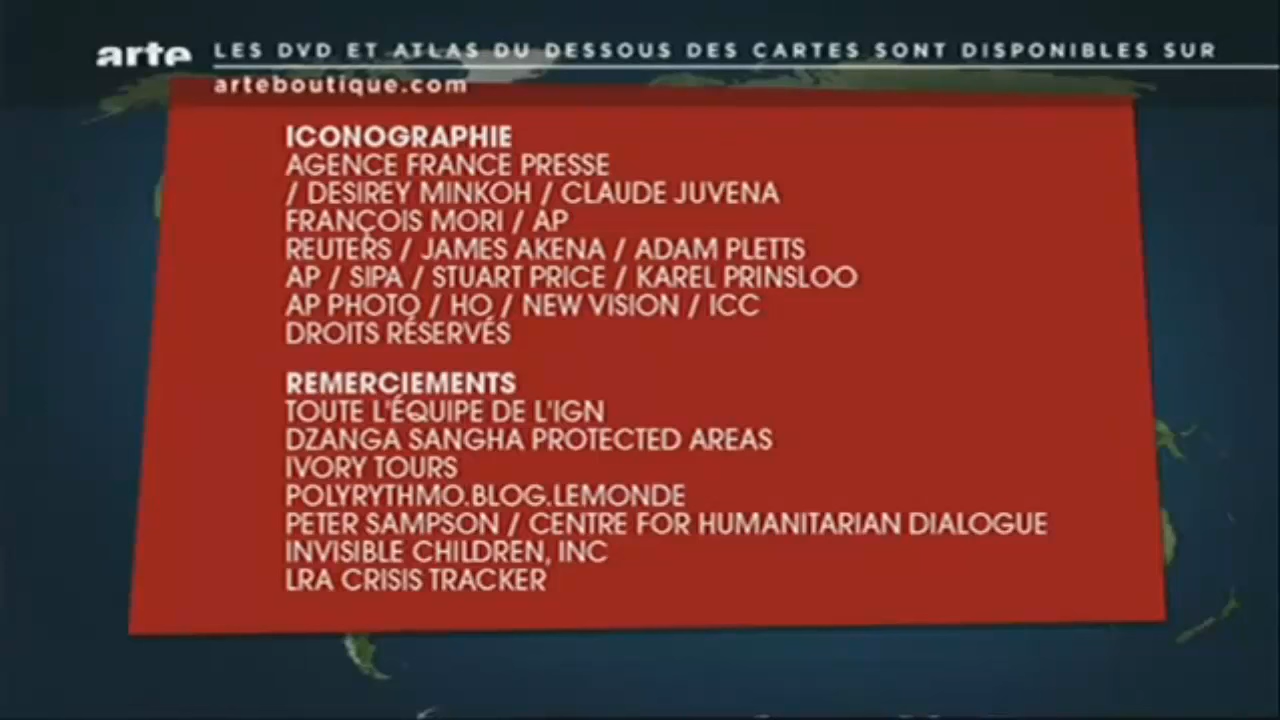 arte LES DVD ET ATLAS DU DESSOUS DES CARTES SONT DISPONIBLES SUR
arteboutique.com
ICONOGRAPHIE
AGENCE FRANCE PRESSE
/ DESIREY MINKOH / CLAUDE JUVENA
FRANÇOIS MORI / AP
REUTERS / JAMES AKENA / ADAM PLETTS
AP / SIPA / STUART PRICE / KAREL PRINSLOO
AP PHOTO / HO / NEW VISION / ICC
DROITS RÉSERVÉS
REMERCIEMENTS
TOUTE L'ÉQUIPE DE L'IGN
DZANGA SANGHA PROTECTED AREAS
IVORY TOURS
POLYRYTHMO.BLOG.LEMONDE
PETER SAMPSON / CENTRE FOR HUMANITARIAN DIALOGUE
INVISIBLE CHILDREN, INC
LRA CRISIS TRACKER